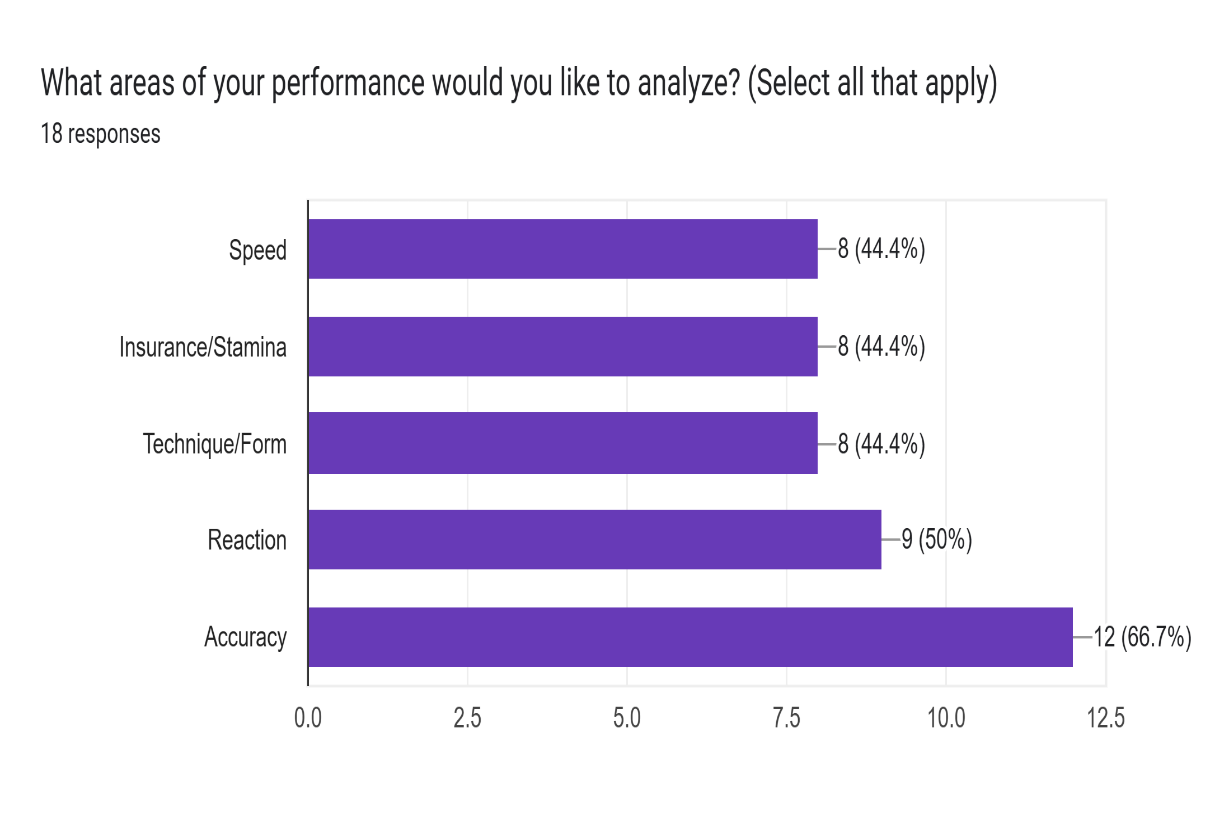 What areas of your performance would you like to analyze? (Select all that apply)
18 responses
Speed 8 (44.4%)
Insurance/Stamina 8 (44.4%)
Technique/Form 8 (44.4%)
Reaction 9 (50%)
Accuracy 12 (66.7%)
0.0 2.5 5.0 7.5 10.0 12.5